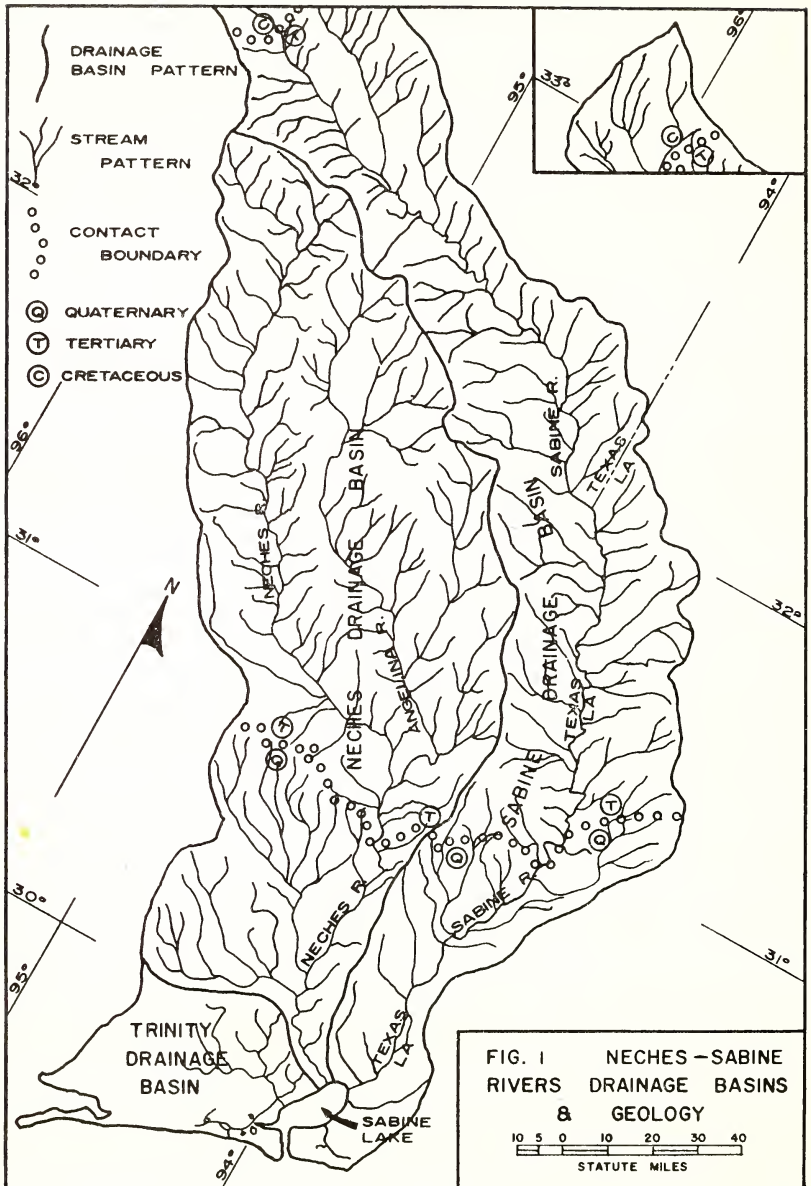 DRAINAGE
BASIN PATTERN
STREAM
PATTERN
CONTACT
BOUNDARY
Q QUATERNARY
T TERTIARY
C CRETACEOUS
C
T
96°
33°
C
T
95°
94°
32°
96°
31°
30°
95°
94°
32°
31°
N
NECHES R.
NECHES DRAINAGE BASIN
ANGELINA R.
SABINE R.
TEXAS
LA
SABINE DRAINAGE BASIN
TEXAS
LA
T
Q
T
Q
T
Q
NECHES R.
SABINE R.
TEXAS
LA
TRINITY
DRAINAGE
BASIN
SABINE
LAKE
FIG. 1 NECHES-SABINE
RIVERS DRAINAGE BASINS
& GEOLOGY
10 5 0 10 20 30 40
STATUTE MILES